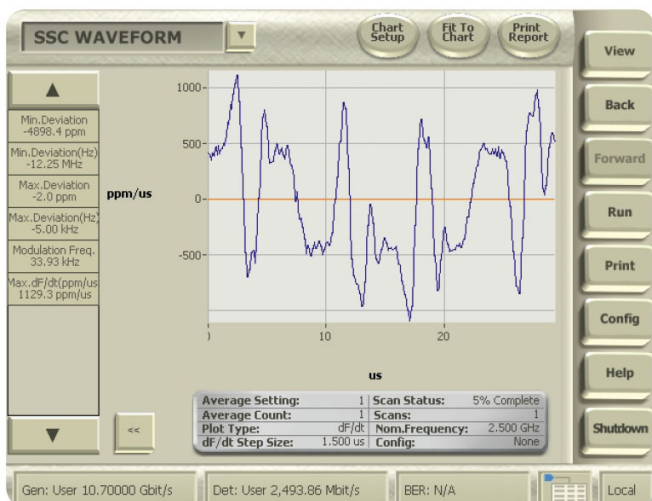 SSC WAVEFORM
Chart
Setup
Fit To
Chart
Print
Report
View
Back
Forward
Run
Print
Config
Help
Shutdown
Min.Deviation
-4898.4 ppm
Min.Deviation(Hz)
-12.25 MHz
Max.Deviation
-2.0 ppm
Max.Deviation(Hz)
-5.00 kHz
Modulation Freq.
33.93 kHz
Max.dF/dt(ppm/us)
1129.3 ppm/us
<<
1000-
500
ppm/us
0
-500
)
10
20
us
Average Setting: 1 Scan Status: 5% Complete
Average Count: 1 Scans: 1
Plot Type: dF/dt Nom.Frequency: 2.500 GHz
dF/dt Step Size: 1.500 us Config: None
Gen: User 10.70000 Gbit/s Det: User 2,493.86 Mbit/s BER: N/A Local